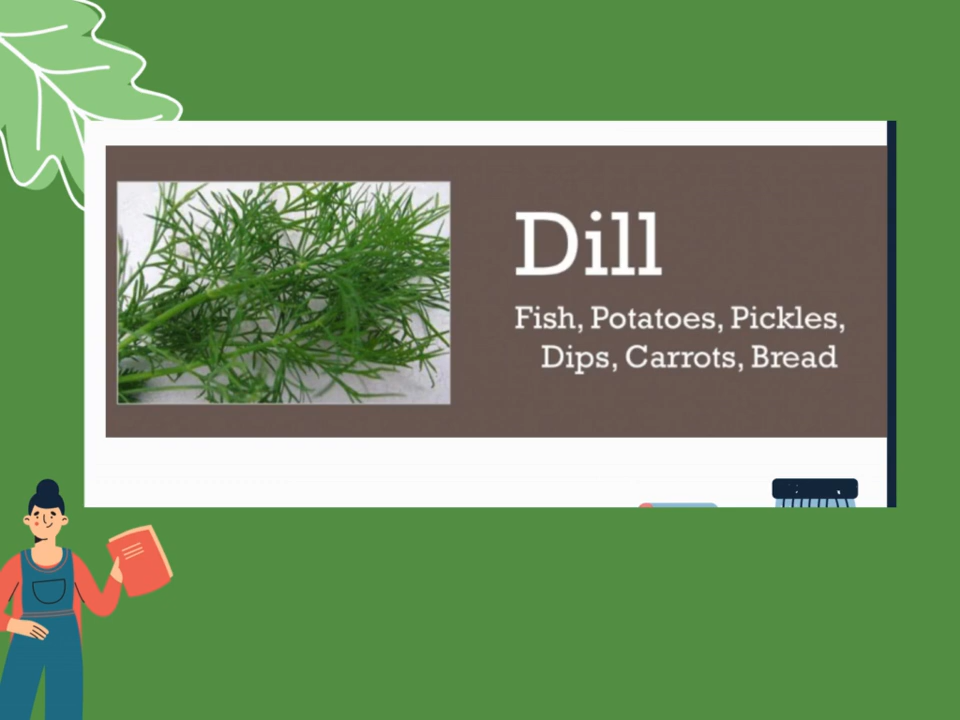 Dill
Fish, Potatoes, Pickles,
Dips, Carrots, Bread